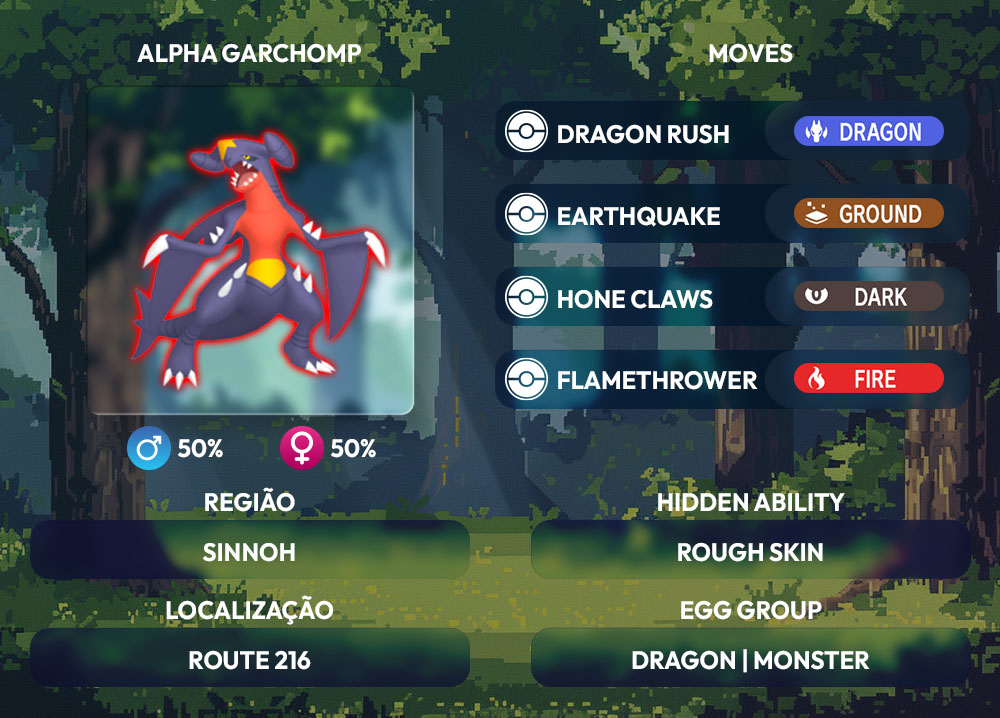 ALPHA GARCHOMP
50% 50%
REGIÃO
SINNOH
LOCALIZAÇÃO
ROUTE 216
MOVES
DRAGON RUSH DRAGON
EARTHQUAKE GROUND
HONE CLAWS DARK
FLAMETHROWER FIRE
HIDDEN ABILITY
ROUGH SKIN
EGG GROUP
DRAGON | MONSTER